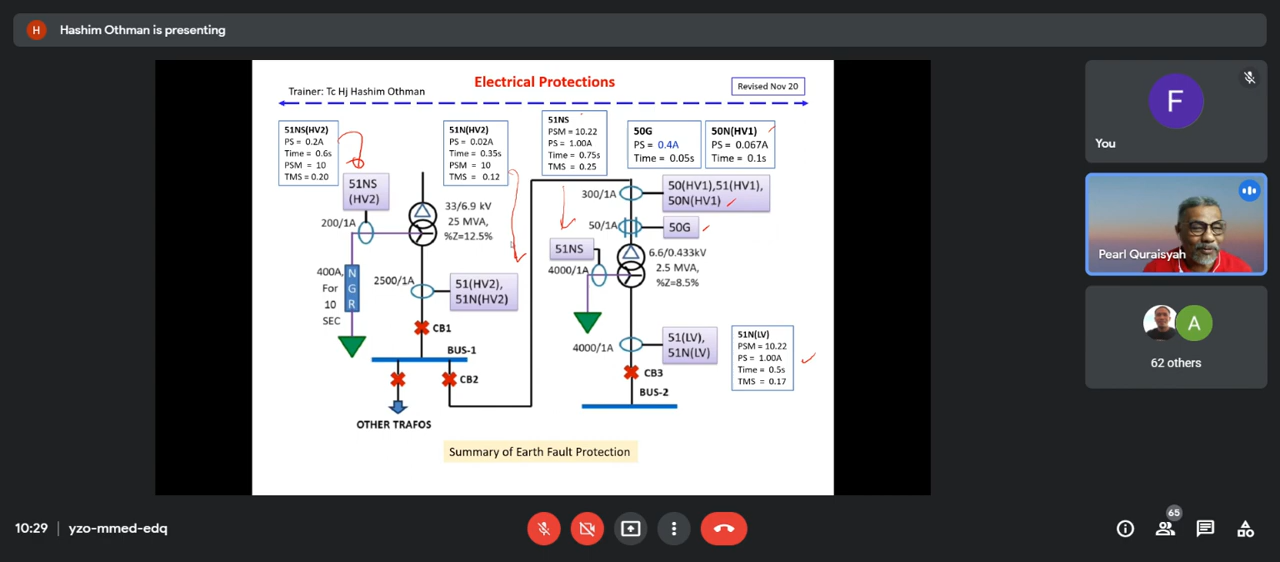 H
Hashim Othman is presenting
Electrical Protections
Trainer: Tc Hj Hashim Othman
Revised Nov 20
51NS(HV2)
PS = 0.2A
Time = 0.6s
PSM = 10
TMS = 0.20
51N(HV2)
PS = 0.02A
Time = 0.35s
PSM = 10
TMS = 0.12
51NS
PSM = 10.22
PS = 1.00A
Time = 0.75s
TMS = 0.25
50G
PS = 0.4A
Time = 0.05s
50N(HV1)
PS = 0.067A
Time = 0.1s
51NS
(HV2)
200/1A
33/6.9 kV
25 MVA,
%Z=12.5%
300/1A
50(HV1),51(HV1),
50N(HV1)
50/1A
50G
51NS
4000/1A
6.6/0.433kV
2.5 MVA,
%Z=8.5%
400A,
For
10
SEC
N
G
R
2500/1A
51(HV2),
51N(HV2)
CB1
BUS-1
CB2
OTHER TRAFOS
4000/1A
51(LV),
51N(LV)
CB3
BUS-2
51N(LV)
PSM = 10.22
PS = 1.00A
Time = 0.5s
TMS = 0.17
Summary of Earth Fault Protection
F
You
Pearl Quraisyah
A
62 others
10:29 | yzo-mmed-edq
65